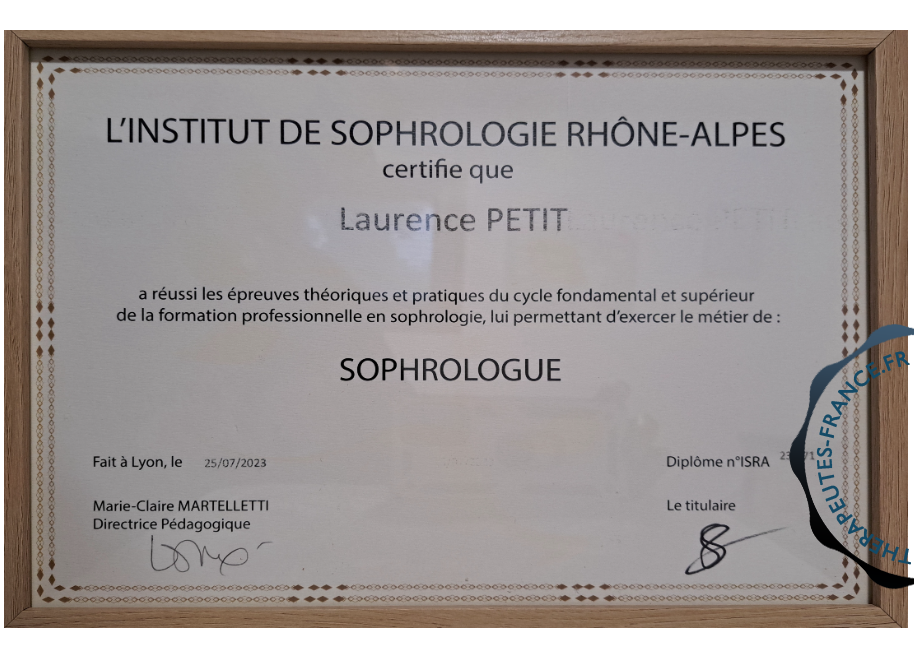 L'INSTITUT DE SOPHROLOGIE RHÔNE-ALPES
certifie que
Laurence PETIT
a réussi les épreuves théoriques et pratiques du cycle fondamental et supérieur
de la formation professionnelle en sophrologie, lui permettant d'exercer le métier de :
SOPHROLOGUE
Fait à Lyon, le 25/07/2023
Diplôme n°ISRA
Marie-Claire MARTELLETTI
Directrice Pédagogique
Le titulaire
THÉRAPEUTES-FRANCE.FR